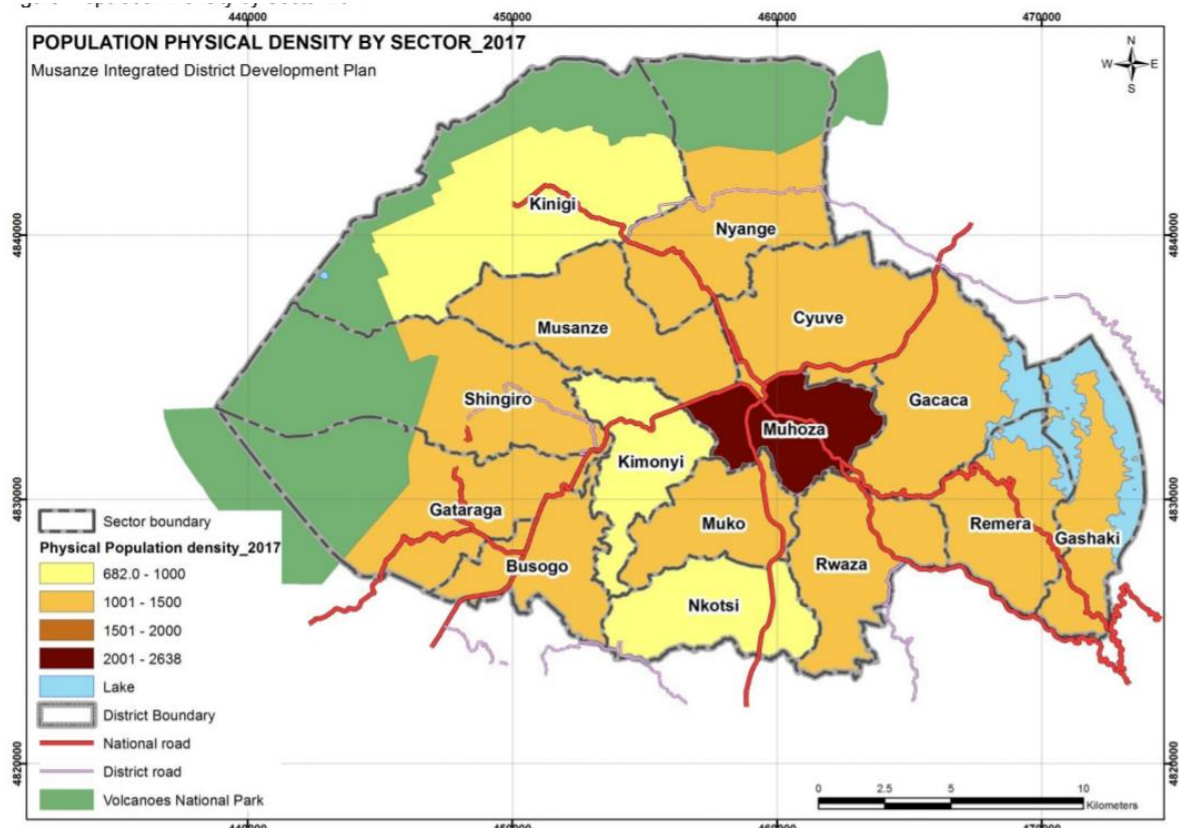 440000 450000 460000 470000
POPULATION PHYSICAL DENSITY BY SECTOR_2017
Musanze Integrated District Development Plan
N
W E
S
4840000 4840000
Kinigi
Nyange
Musanze
Cyuve
Shingiro
Gacaca
Muhoza
Kimonyi
4830000 4830000
Gataraga
Muko
Remera
Gashaki
Busogo
Rwaza
Nkotsi
Sector boundary
Physical Population density_2017
682.0 - 1000
1001 - 1500
1501 - 2000
2001 - 2638
Lake
District Boundary
National road
District road
Volcanoes National Park
4820000 4820000
0 2.5 5 10
Kilometers